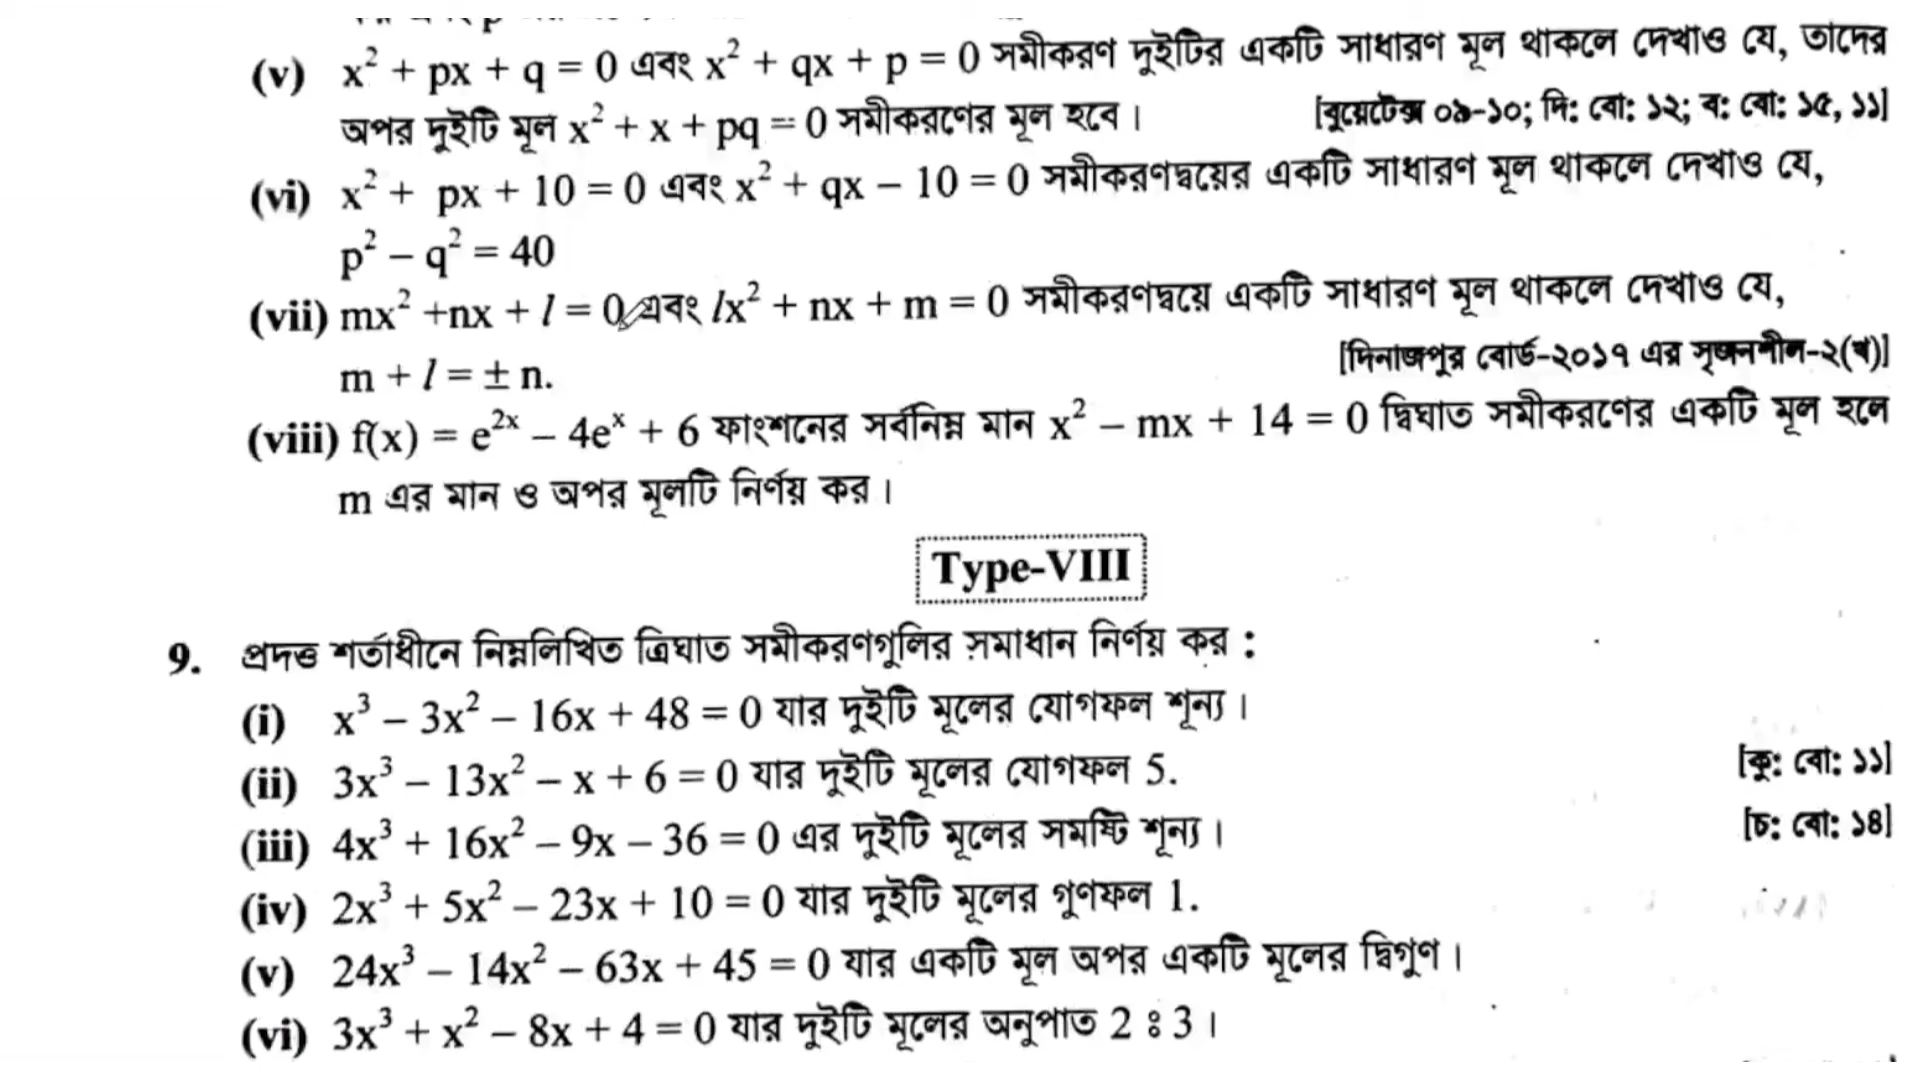 (v) x² + px + q = 0 এবং x² + qx + p = 0 সমীকরণ দুইটির একটি সাধারণ মূল থাকলে দেখাও যে, তাদের
অপর দুইটি মূল x² + x + pq = 0 সমীকরণের মূল হবে। [বুয়েটেক্স ০৯-১০; দি: বো: ১২; ব: বো: ১৫, ১১]
(vi) x² + px + 10 = 0 এবং x² + qx – 10 = 0 সমীকরণদ্বয়ের একটি সাধারণ মূল থাকলে দেখাও যে,
p² – q² = 40
(vii) mx² +nx + l = 0 এবং lx² + nx + m = 0 সমীকরণদ্বয়ে একটি সাধারণ মূল থাকলে দেখাও যে,
m + l = ± n. [দিনাজপুর বোর্ড-২০১৭ এর সৃজনশীল-২(খ)]
(viii) f(x) = e²ˣ – 4eˣ + 6 ফাংশনের সর্বনিম্ন মান x² – mx + 14 = 0 দ্বিঘাত সমীকরণের একটি মূল হলে
m এর মান ও অপর মূলটি নির্ণয় কর।
Type-VIII
9. প্রদত্ত শর্তাধীনে নিম্নলিখিত ত্রিঘাত সমীকরণগুলির সমাধান নির্ণয় কর :
(i) x³ – 3x² – 16x + 48 = 0 যার দুইটি মূলের যোগফল শূন্য।
(ii) 3x³ – 13x² – x + 6 = 0 যার দুইটি মূলের যোগফল 5. [কু: বো: ১১]
(iii) 4x³ + 16x² – 9x – 36 = 0 এর দুইটি মূলের সমষ্টি শূন্য। [চ: বো: ১৪]
(iv) 2x³ + 5x² – 23x + 10 = 0 যার দুইটি মূলের গুণফল 1.
(v) 24x³ – 14x² – 63x + 45 = 0 যার একটি মূল অপর একটি মূলের দ্বিগুণ।
(vi) 3x³ + x² – 8x + 4 = 0 যার দুইটি মূলের অনুপাত 2 ঃ 3।